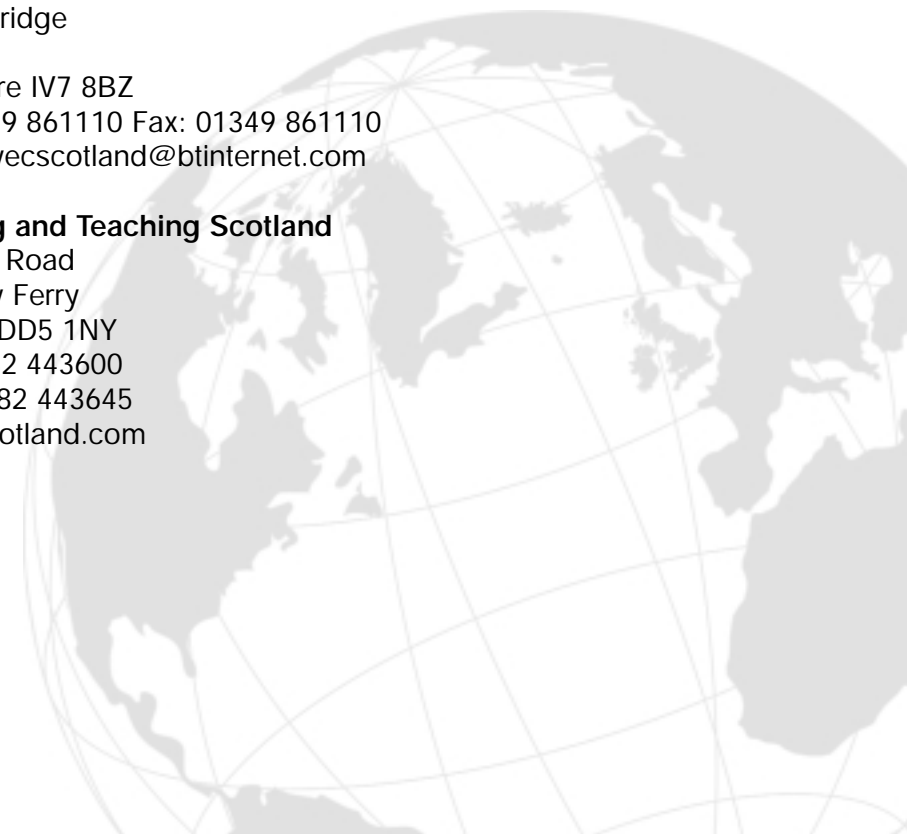 ridge
re IV7 8BZ
9 861110 Fax: 01349 861110
ecscotland@btinternet.com
g and Teaching Scotland
Road
Ferry
DD5 1NY
2 443600
82 443645
otland.com